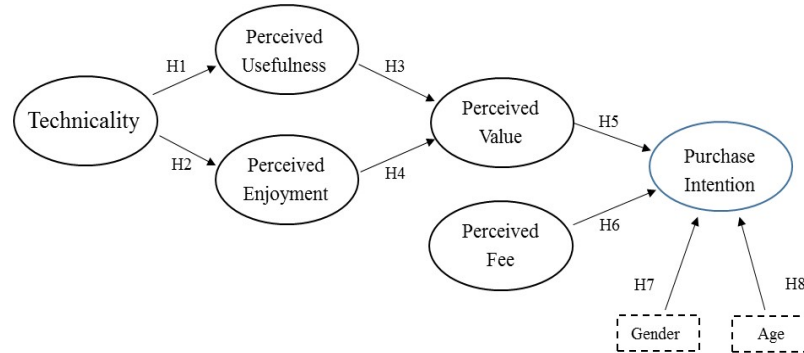 Perceived
Usefulness
H1
H3
Technicality
Perceived
Value
H5
H2
Perceived
Enjoyment
H4
Purchase
Intention
Perceived
Fee
H6
H7
H8
Gender
Age